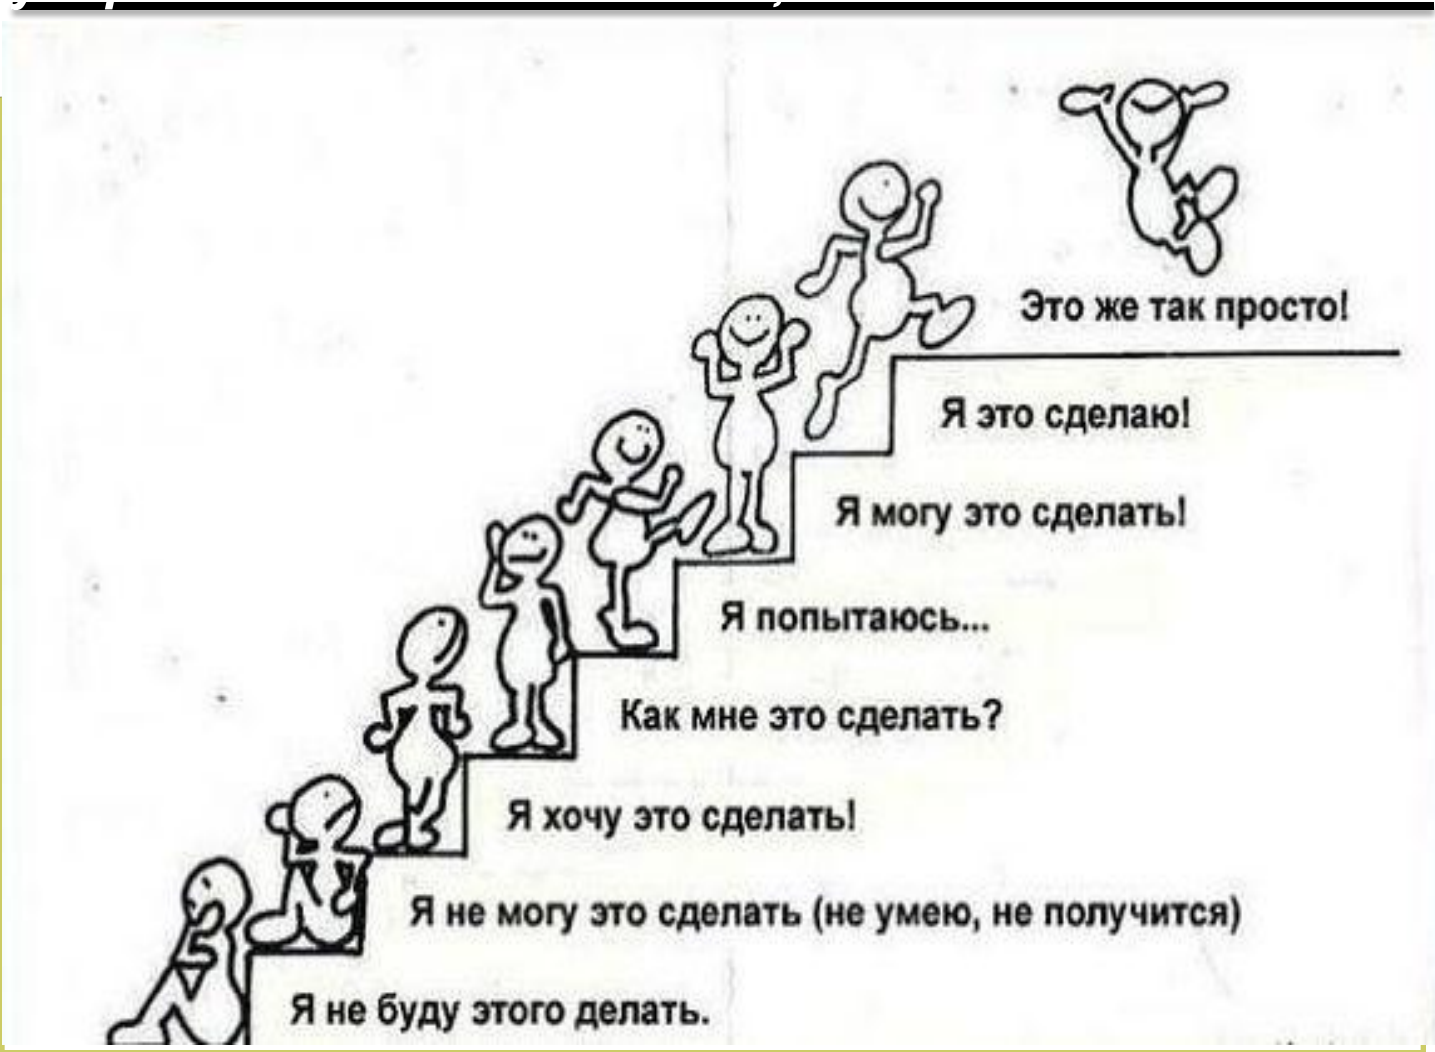 Это же так просто!
Я это сделаю!
Я могу это сделать!
Я попытаюсь...
Как мне это сделать?
Я хочу это сделать!
Я не могу это сделать (не умею, не получится)
Я не буду этого делать.